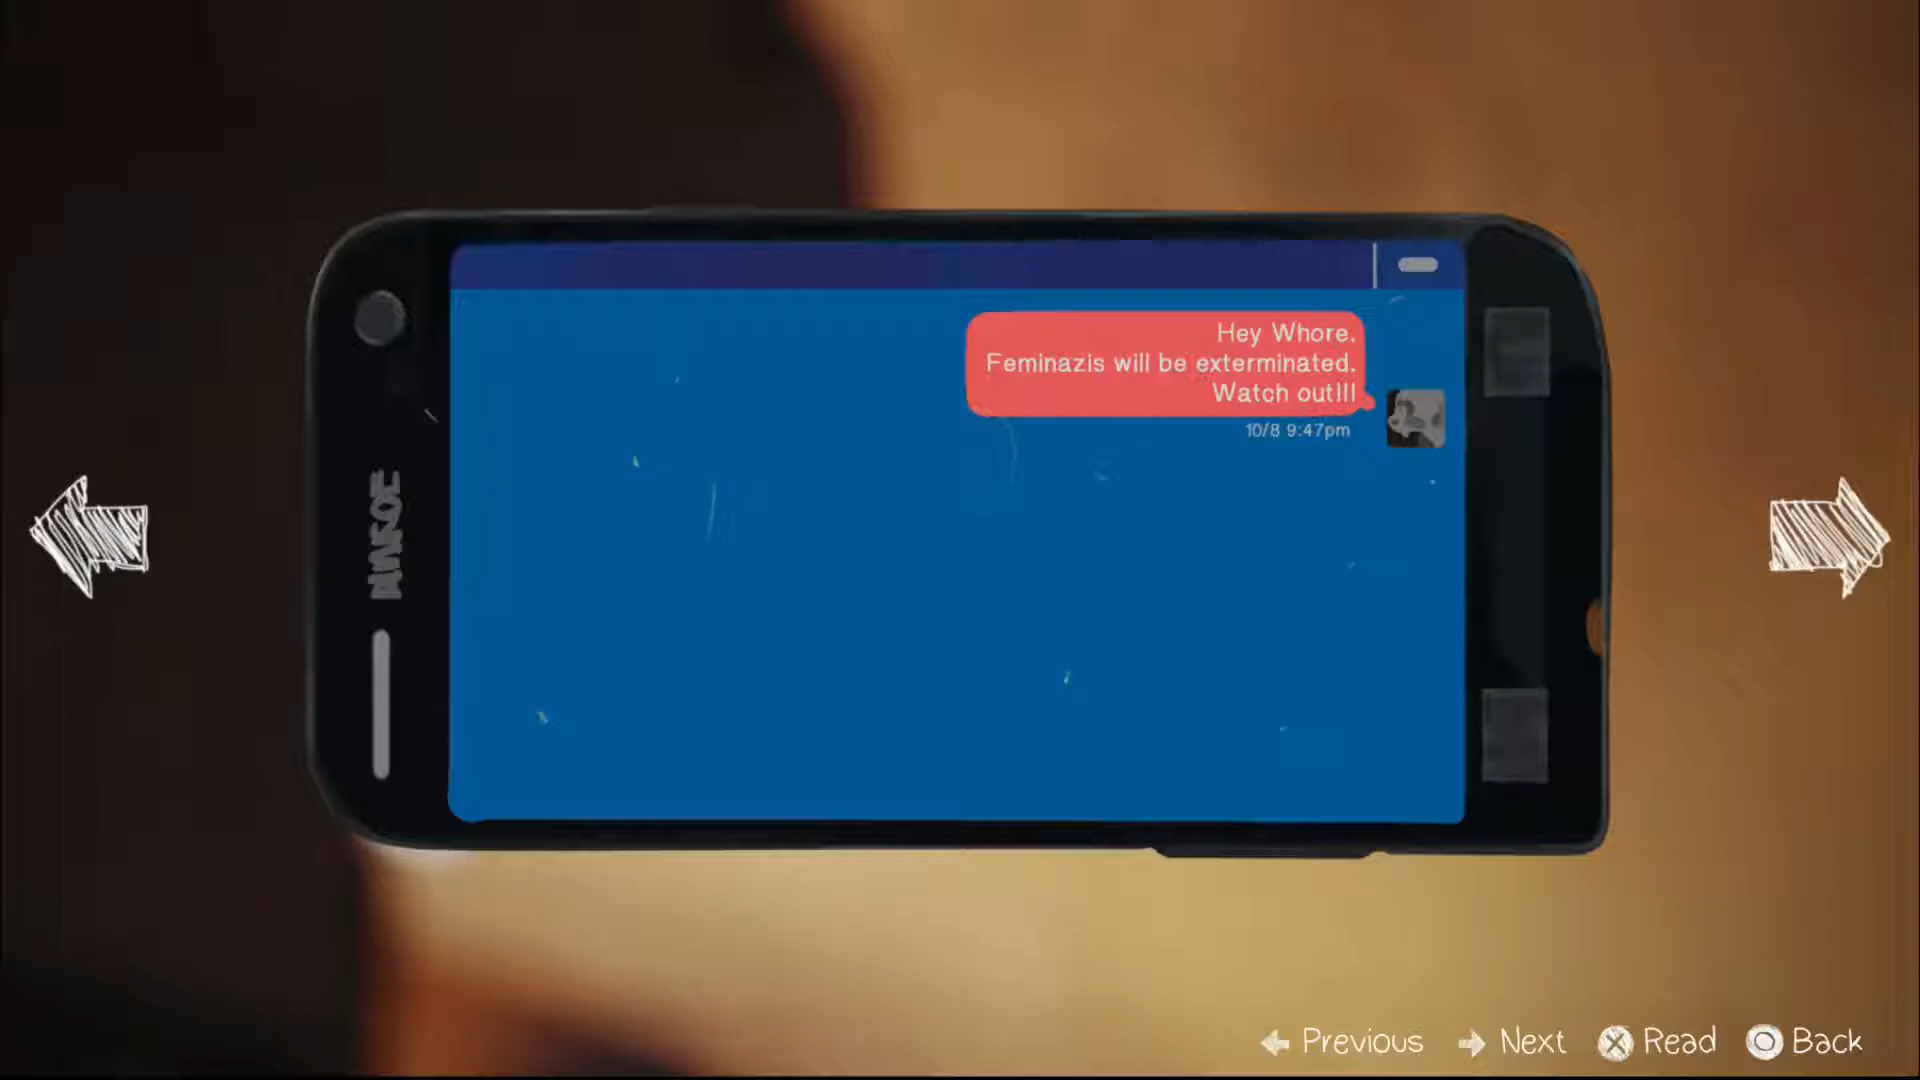 Hey Whore.
Feminazis will be exterminated.
Watch out!!!
10/8 9:47pm
Previous
Next
Read
Back